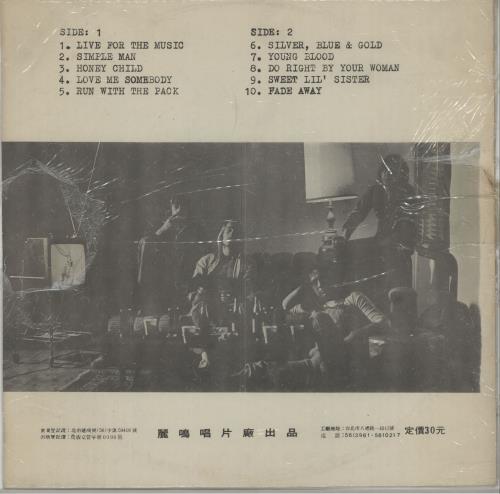 SIDE: 1
1. LIVE FOR THE MUSIC
2. SIMPLE MAN
3. HONEY CHILD
4. LOVE ME SOMEBODY
5. RUN WITH THE PACK
SIDE: 2
6. SILVER, BLUE & GOLD
7. YOUNG BLOOD
8. DO RIGHT BY YOUR WOMAN
9. SWEET LIL' SISTER
10. FADE AWAY
麗鳴唱片廠出品
5612961・5610217
定價30元